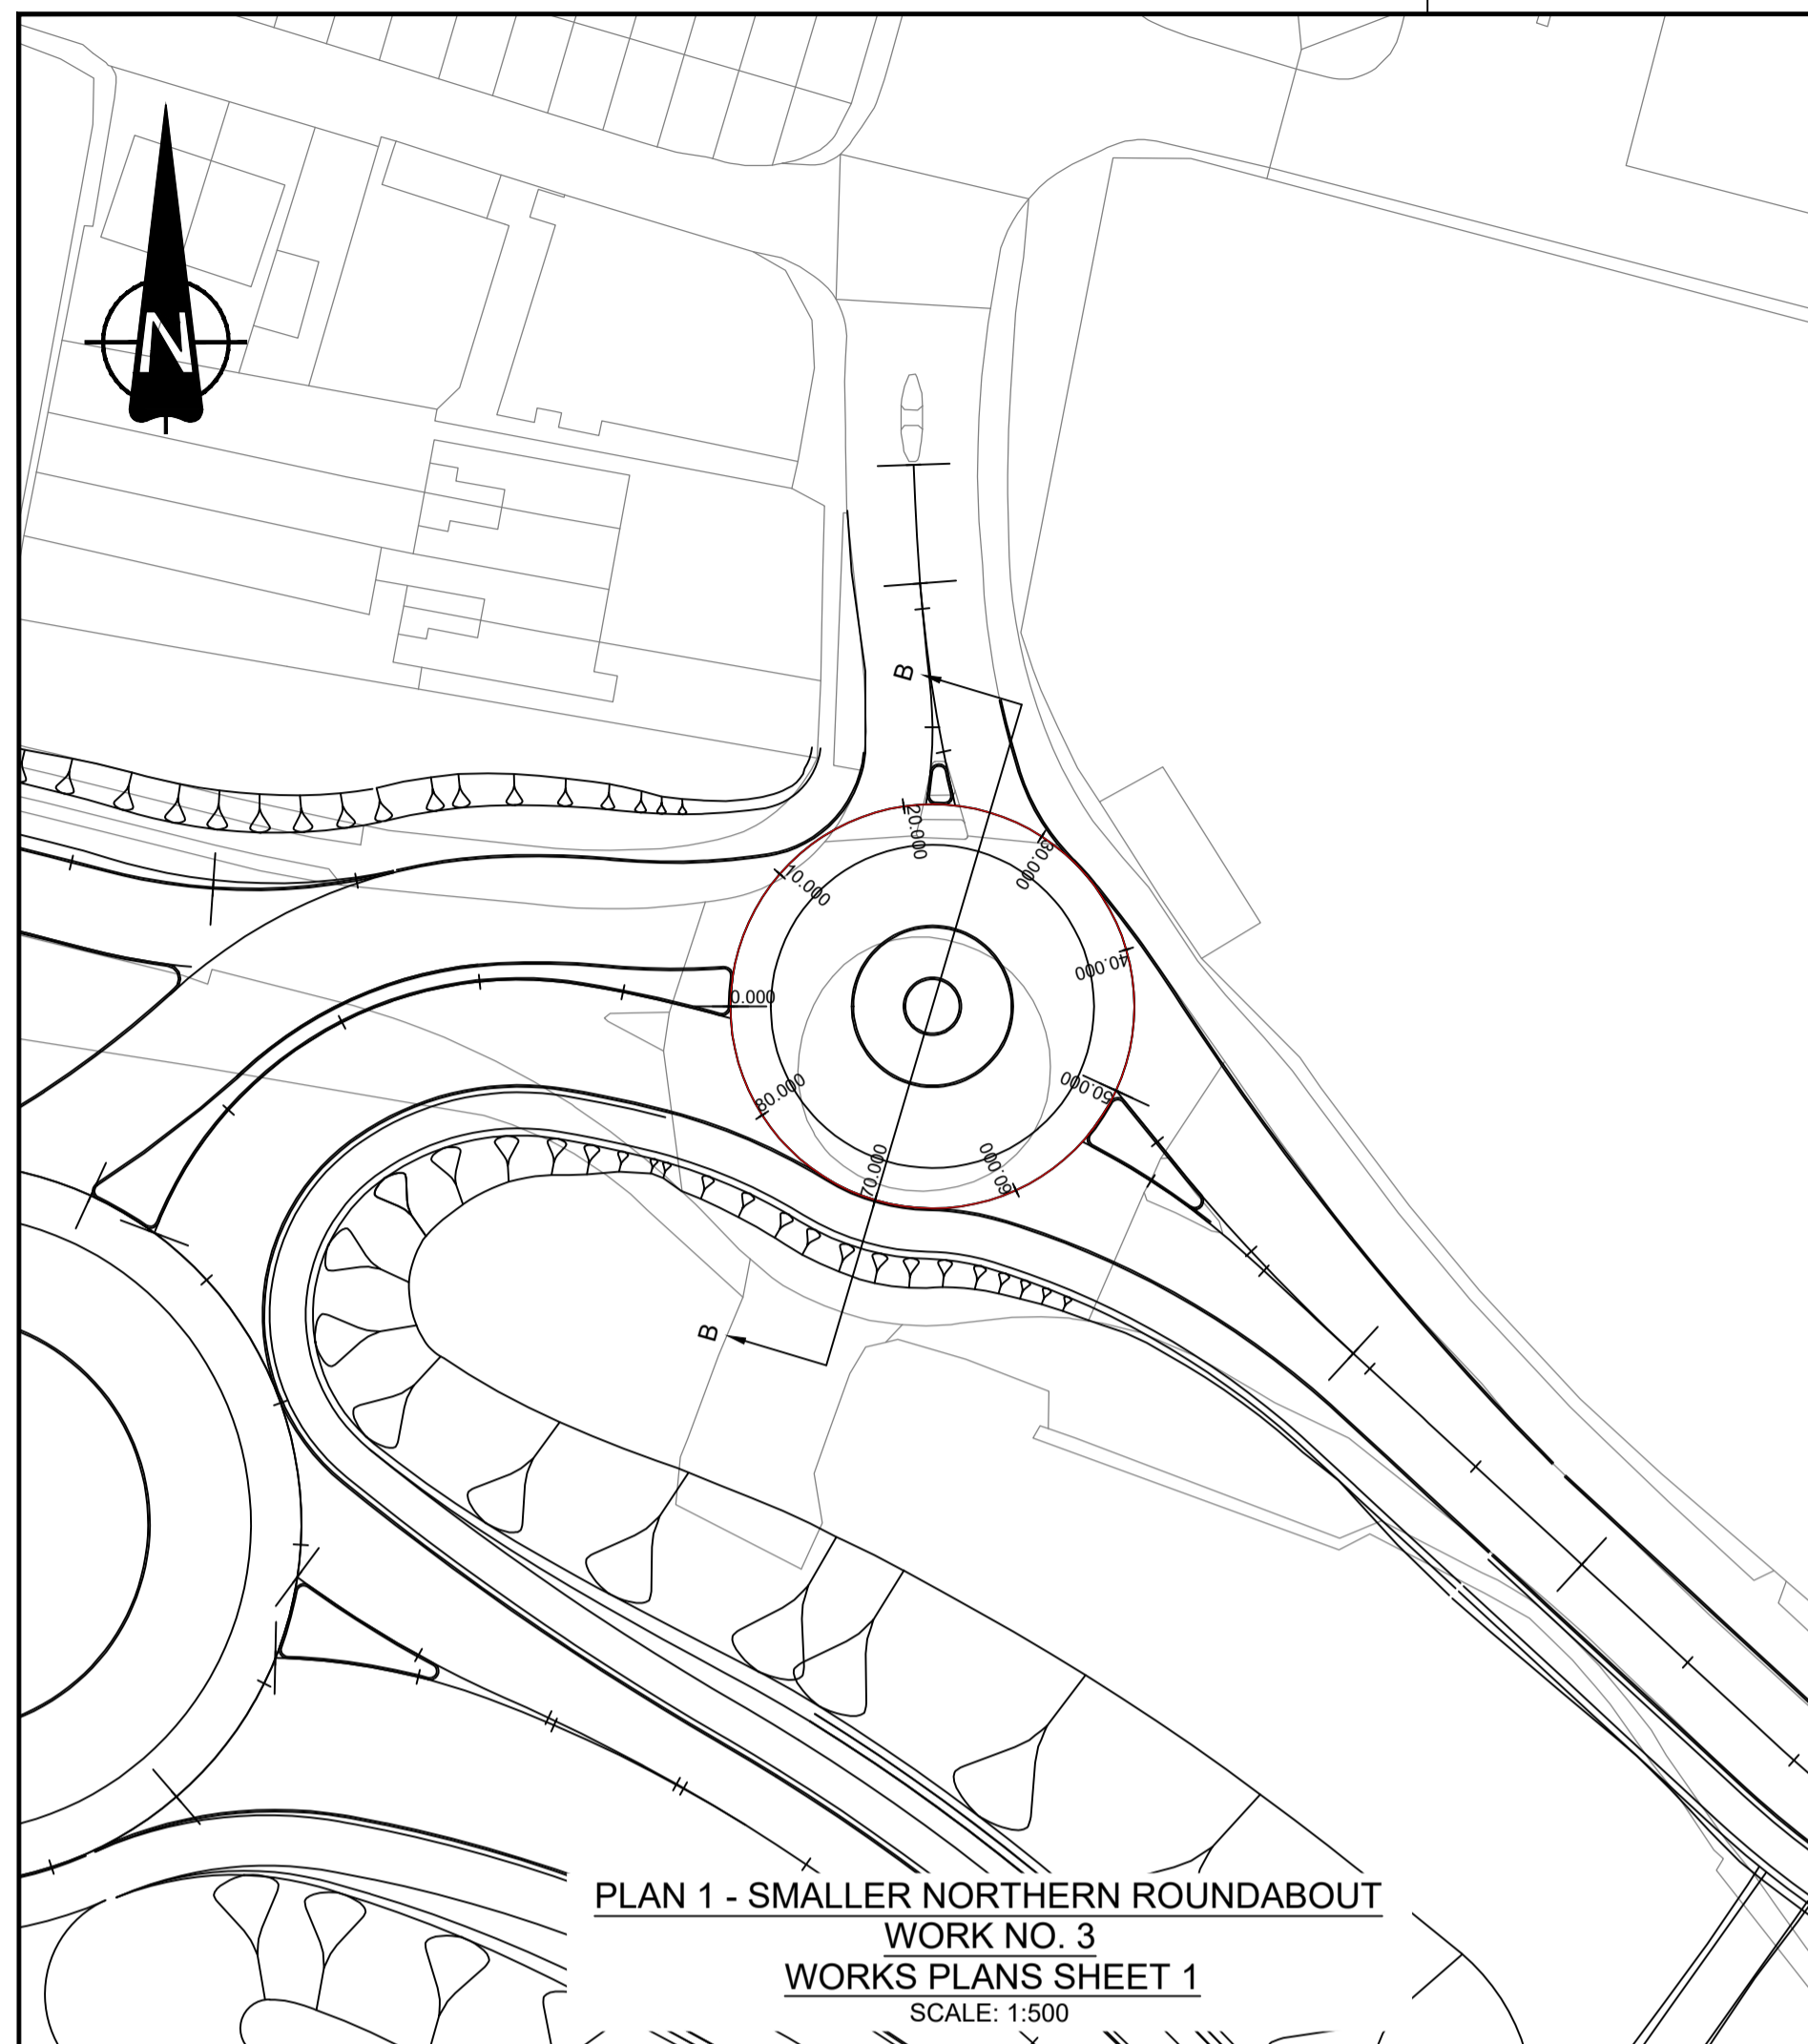 N
B
20.000
30.000
10.000
40.000
0.000
50.000
80.000
60.000
70.000
B
PLAN 1 - SMALLER NORTHERN ROUNDABOUT
WORK NO. 3
WORKS PLANS SHEET 1
SCALE: 1:500